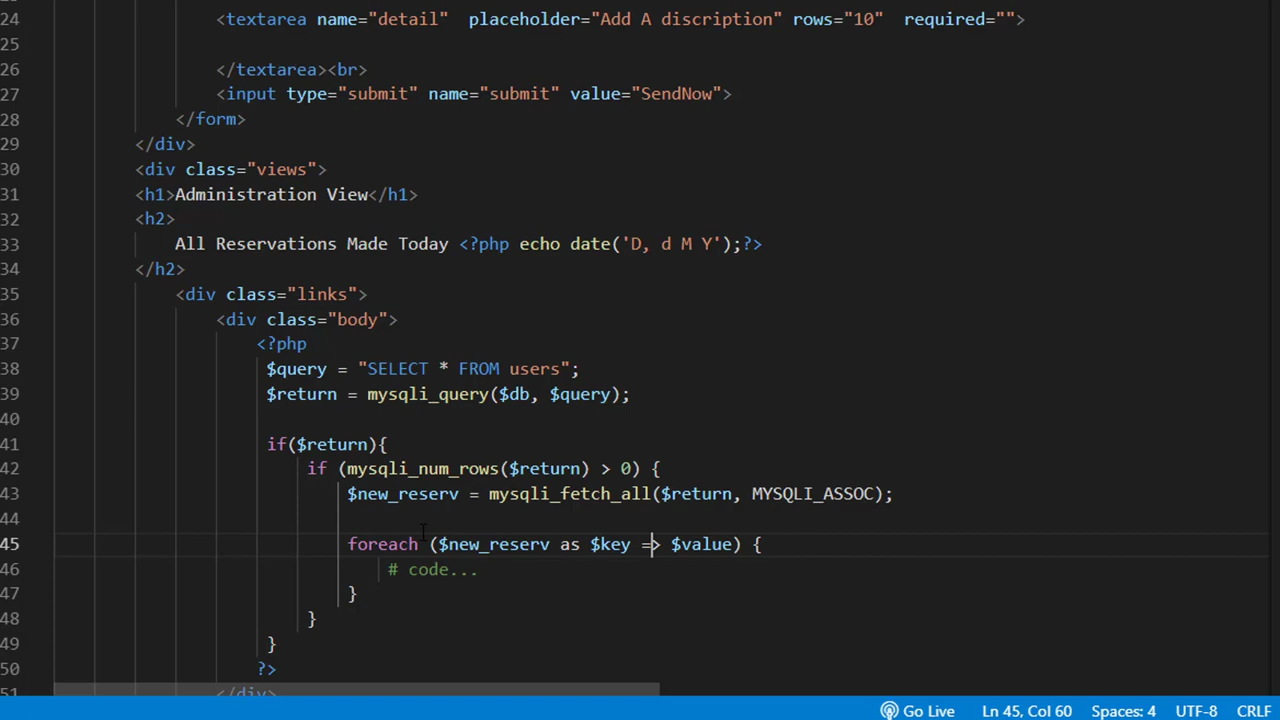 24 <textarea name="detail"  placeholder="Add A discription" rows="10"  required="">
25
26 </textarea><br>
27 <input type="submit" name="submit" value="SendNow">
28 </form>
29 </div>
30 <div class="views">
31 <h1>Administration View</h1>
32 <h2>
33 All Reservations Made Today <?php echo date('D, d M Y');?>
34 </h2>
35 <div class="links">
36 <div class="body">
37 <?php
38 $query = "SELECT * FROM users";
39 $return = mysqli_query($db, $query);
40
41 if($return){
42 if (mysqli_num_rows($return) > 0) {
43 $new_reserv = mysqli_fetch_all($return, MYSQLI_ASSOC);
44
45 foreach ($new_reserv as $key => $value) {
46 # code...
47 }
48 }
49 }
50 ?>
51 </div>
Go Live Ln 45, Col 60 Spaces: 4 UTF-8 CRLF